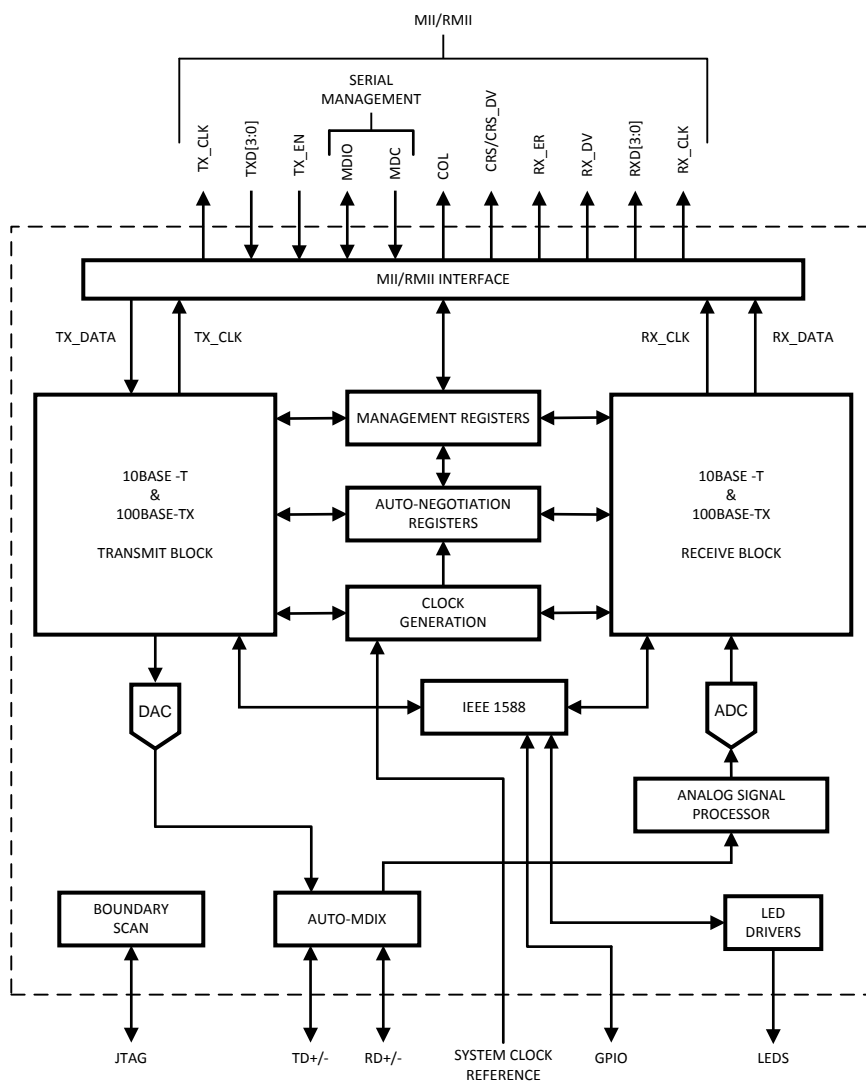 MII/RMII
SERIAL
MANAGEMENT
TX_CLK
TXD[3:0]
TX_EN
MDIO
MDC
COL
CRS/CRS_DV
RX_ER
RX_DV
RXD[3:0]
RX_CLK
MII/RMII INTERFACE
TX_DATA
TX_CLK
RX_CLK
RX_DATA
10BASE -T
&
100BASE-TX
TRANSMIT BLOCK
MANAGEMENT REGISTERS
AUTO-NEGOTIATION
REGISTERS
CLOCK
GENERATION
10BASE -T
&
100BASE-TX
RECEIVE BLOCK
DAC
IEEE 1588
ADC
ANALOG SIGNAL
PROCESSOR
BOUNDARY
SCAN
AUTO-MDIX
LED
DRIVERS
JTAG
TD+/-
RD+/-
SYSTEM CLOCK
REFERENCE
GPIO
LEDS